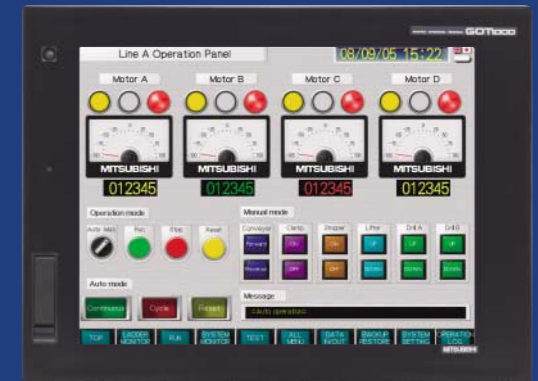 GOT1000
Line A Operation Panel
08/09/05 15:22
Motor A
Motor B
Motor C
Motor D
MITSUBISHI
MITSUBISHI
MITSUBISHI
MITSUBISHI
012345
012345
012345
012345
Operation mode
Manual mode
Auto Man
Run
Stop
Reset
Conveyor
Clamp
Stopper
Lifter
Drill A
Drill B
Forward
ON
ON
UP
UP
UP
Reverse
OFF
OFF
DOWN
DOWN
DOWN
Auto mode
Continuous
Cycle
Reset
Message
<Auto operation>
TOP
LADDER MONITOR
RUN
SYSTEM MONITOR
TEST
ALL MENU
DATA IN/OUT
BACKUP RESTORE
SYSTEM SETTING
OPERATION LOG
MITSUBISHI